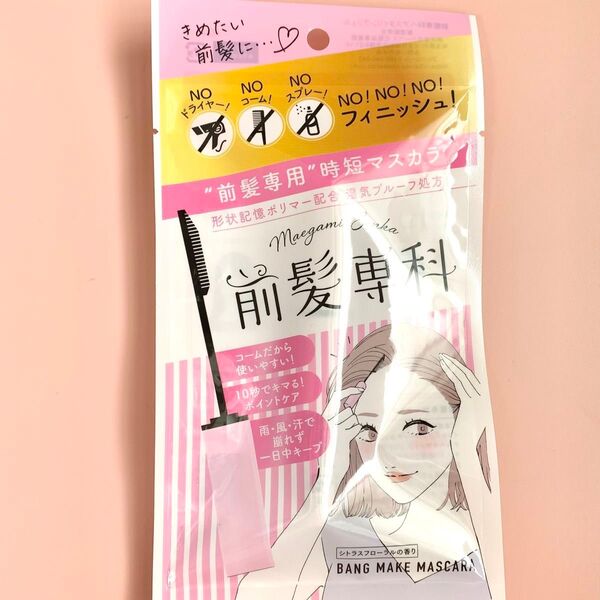 きめたい
前髪に…♡
NO
ドライヤー!
NO
コーム!
NO
スプレー!
NO! NO! NO!
フィニッシュ!
"前髪専用"時短マスカラ
形状記憶ポリマー配合 湿気プルーフ処方
Maegami Senka
前髪専科
コームだから
使いやすい!
10秒でキマる!
ポイントケア
雨・風・汗で
崩れず
一日中キープ
シトラスフローラルの香り
BANG MAKE MASCARA